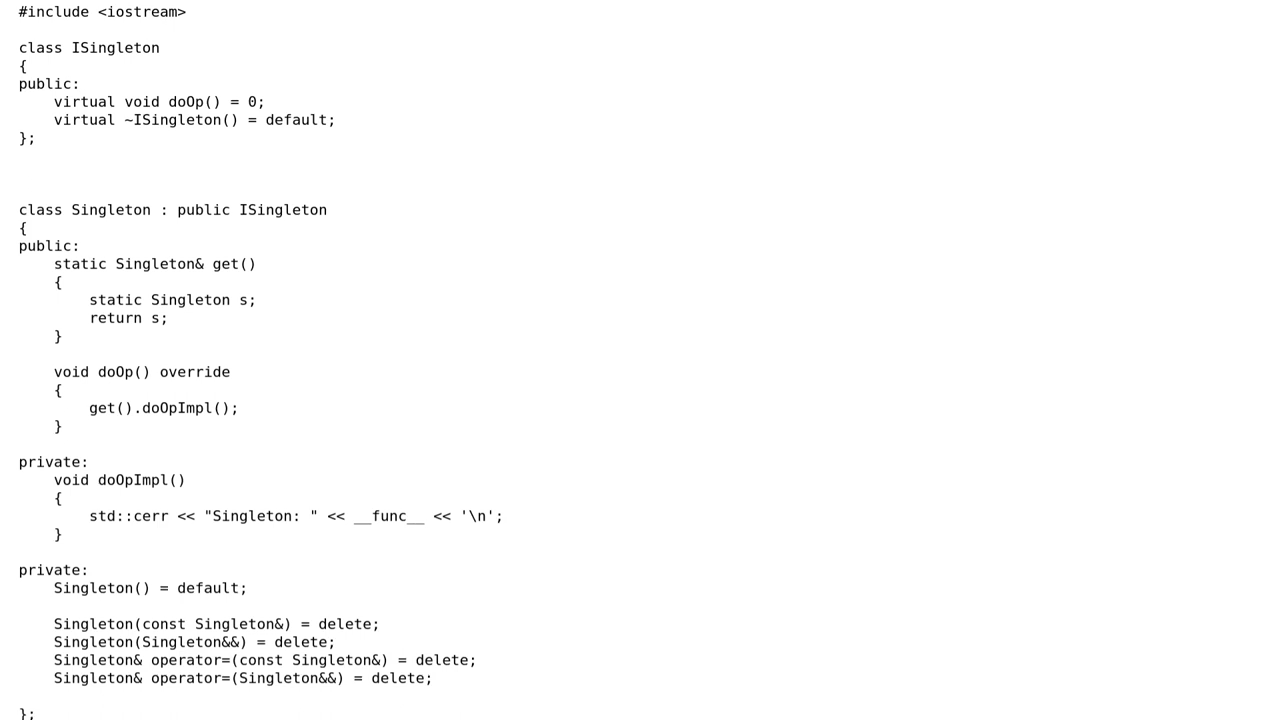 #include <iostream>
class ISingleton
{
public:
    virtual void doOp() = 0;
    virtual ~ISingleton() = default;
};
class Singleton : public ISingleton
{
public:
    static Singleton& get()
    {
        static Singleton s;
        return s;
    }
    void doOp() override
    {
        get().doOpImpl();
    }
private:
    void doOpImpl()
    {
        std::cerr << "Singleton: " << __func__ << '\n';
    }
private:
    Singleton() = default;
    Singleton(const Singleton&) = delete;
    Singleton(Singleton&&) = delete;
    Singleton& operator=(const Singleton&) = delete;
    Singleton& operator=(Singleton&&) = delete;
};